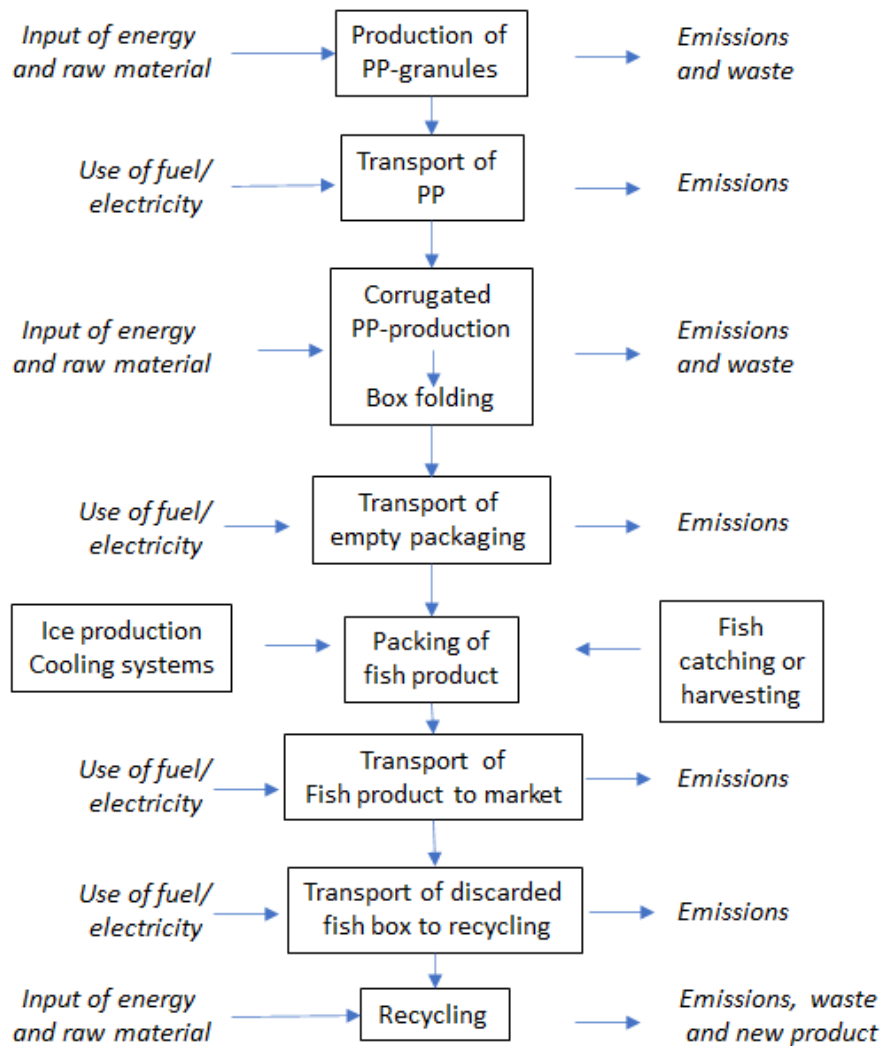 Input of energy
and raw material
Production of
PP-granules
Emissions
and waste
Use of fuel/
electricity
Transport of
PP
Emissions
Input of energy
and raw material
Corrugated
PP-production
Box folding
Emissions
and waste
Use of fuel/
electricity
Transport of
empty packaging
Emissions
Ice production
Cooling systems
Packing of
fish product
Fish
catching or
harvesting
Use of fuel/
electricity
Transport of
Fish product to market
Emissions
Use of fuel/
electricity
Transport of discarded
fish box to recycling
Emissions
Input of energy
and raw material
Recycling
Emissions, waste
and new product